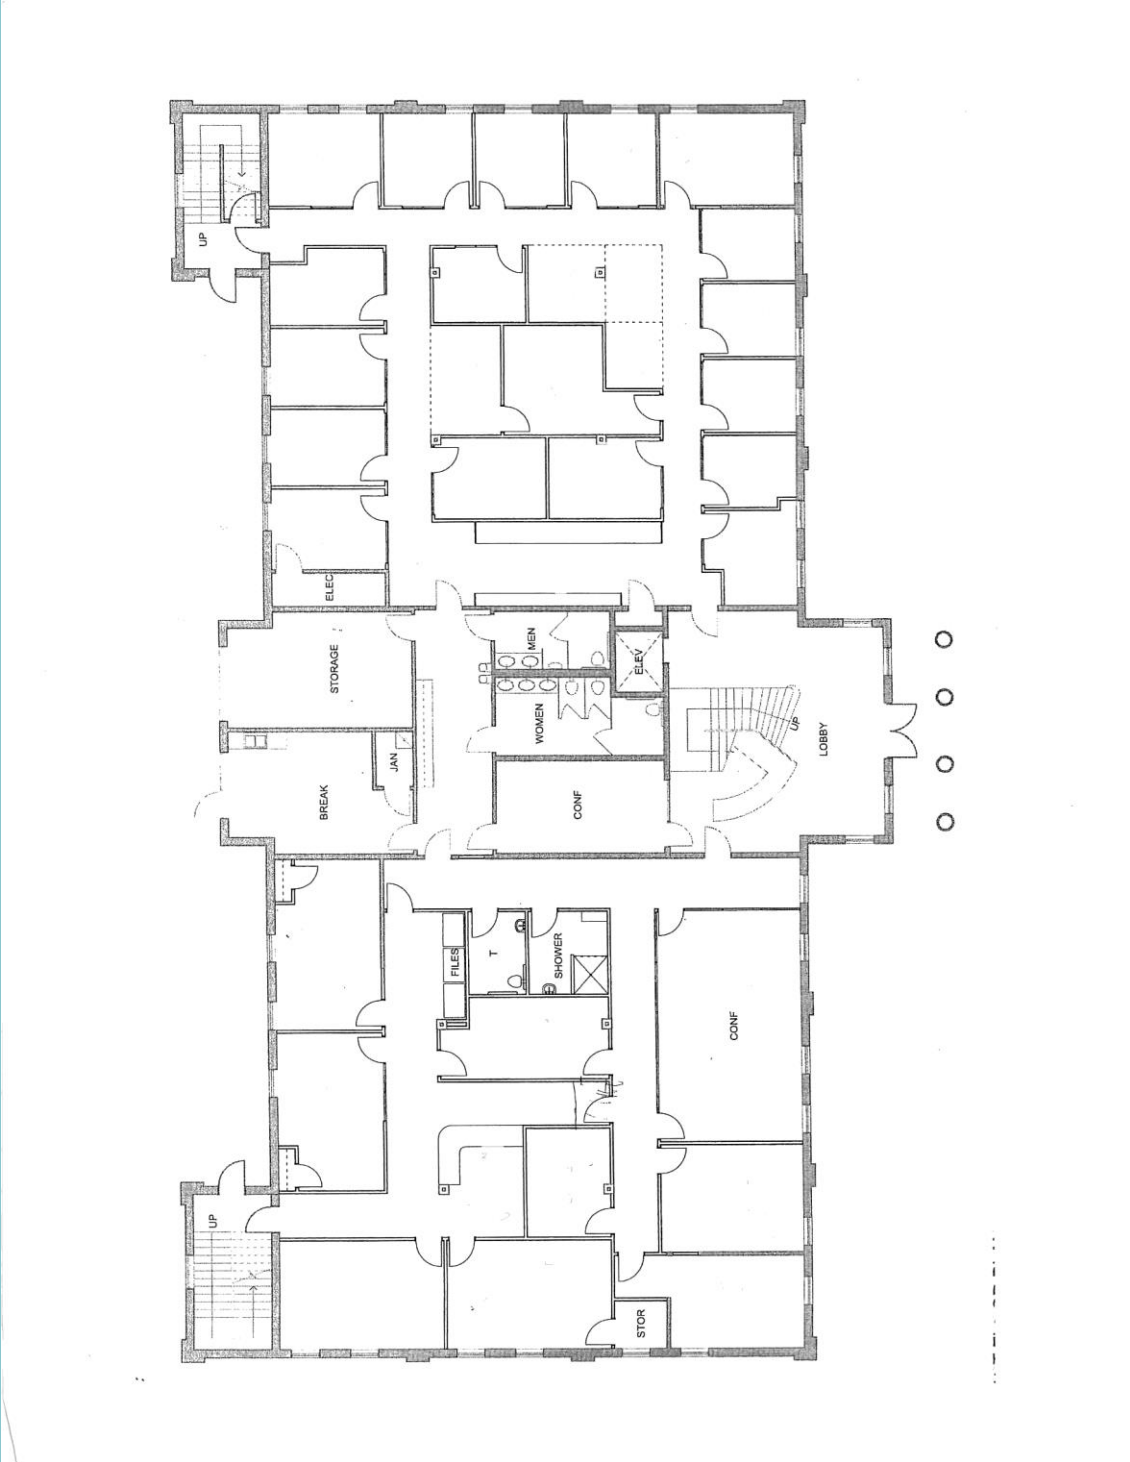 UP
ELEC
STORAGE
MEN
ELEV
WOMEN
UP
LOBBY
JAN
BREAK
CONF
FILES
T
SHOWER
CONF
UP
STOR